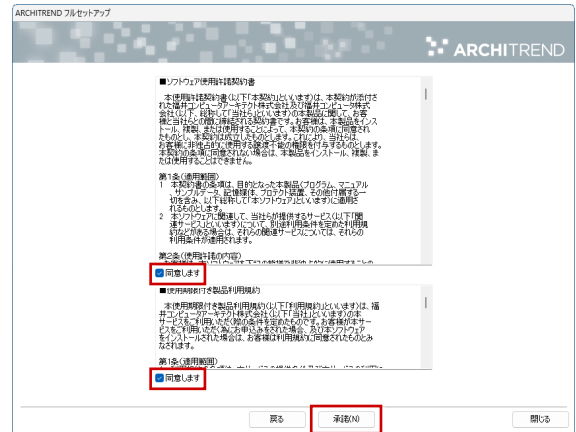 ARCHITREND フルセットアップ
ARCHITREND
■ソフトウェア使用許諾契約書
本使用許諾契約書(以下「本契約」といいます)は、本契約が添付さ
れた福井コンピュータアーキテクト株式会社及び福井コンピュータ株式
会社(以下、総称して「当社ら」といいます)の本製品に関して、お客
様と当社らとの間に締結される契約書です。お客様は、本製品をインス
トール、複製、または使用することによって、本契約の条項に同意され
たものとし、本契約は成立したものとします。これにより、当社らは、
お客様に非独占的に使用する譲渡不能の権限を付与するものとします。
本契約の条項に同意されない場合は、本製品をインストール、複製、ま
たは使用することはできません。
第1条(適用範囲)
1 本契約書の条項は、目的となった本製品(プログラム、マニュアル
、サンプルデータ、記憶媒体、プロテクト装置、その他付属する一
切を含み、以下総称して「本ソフトウェア」といいます)に適用さ
れるものとします。
2 本ソフトウェアに関連して、当社らが提供するサービス(以下「関
連サービス」といいます)について、別途利用条件を定めた利用規
約などがある場合は、それらの関連サービスについては、それらの
利用条件が適用されます。
第2条(使用許諾の内容)
同意します
■使用期限付き製品利用規約
本使用期限付き製品利用規約(以下「利用規約」といいます)は、福
井コンピュータアーキテクト株式会社(以下「当社」といいます)の本
サービスをご利用いただく際の条件を定めたものです。お客様が本サー
ビスをご利用いただく為にお申込みをされた場合、及び本ソフトウェア
をインストールされた場合は、お客様は利用規約に同意されたものとみ
なされます。
第1条(適用範囲)
同意します
戻る
承諾(N)
閉じる